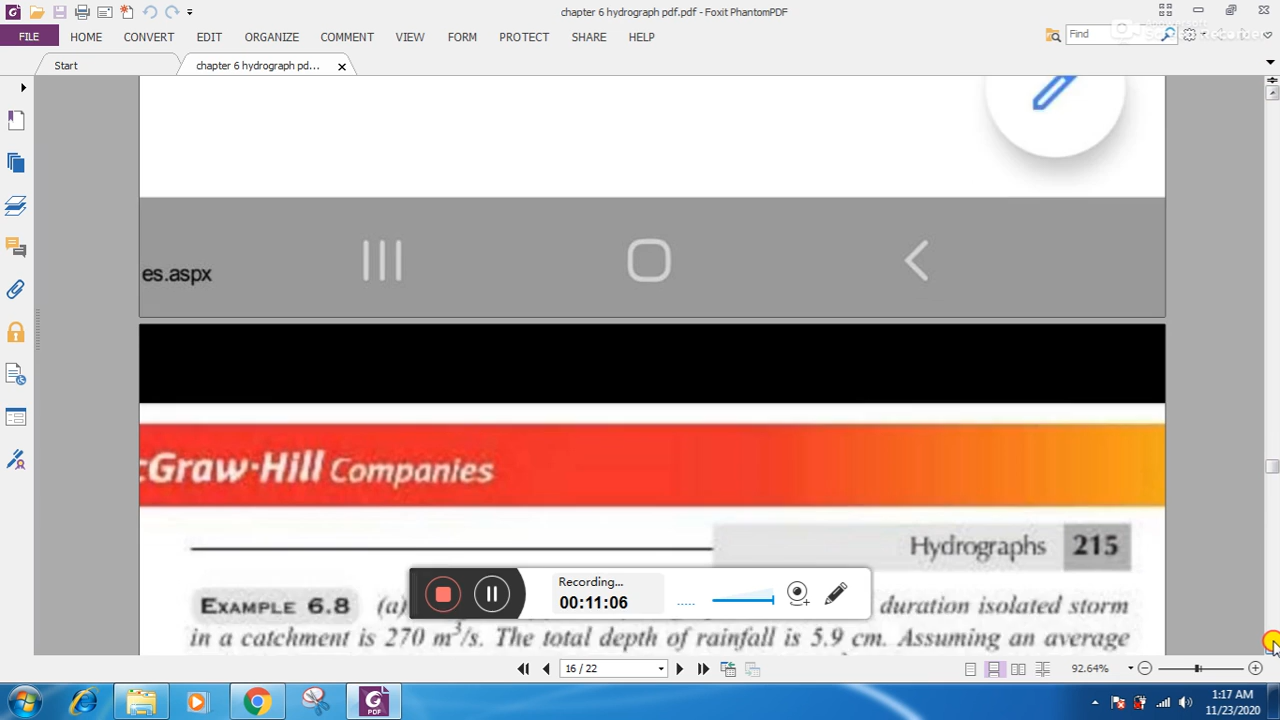 chapter 6 hydrograph pdf.pdf - Foxit PhantomPDF
FILE HOME CONVERT EDIT ORGANIZE COMMENT VIEW FORM PROTECT SHARE HELP
Find
Start
chapter 6 hydrograph pd...
es.aspx
cGraw-Hill Companies
Hydrographs 215
EXAMPLE 6.8 (a) duration isolated storm
in a catchment is 270 m³/s. The total depth of rainfall is 5.9 cm. Assuming an average
Recording...
00:11:06
16 / 22
92.64%
PDF
1:17 AM
11/23/2020